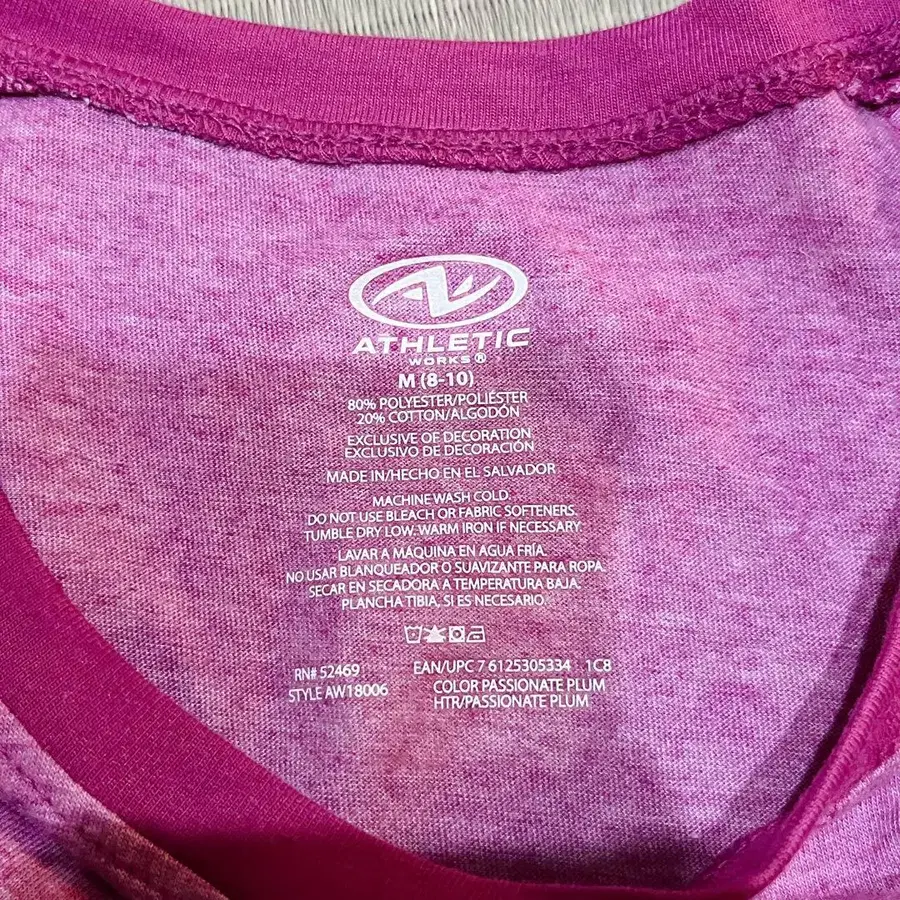 ATHLETIC
WORKS®
M (8-10)
80% POLYESTER/POLIÉSTER
20% COTTON/ALGODÓN
EXCLUSIVE OF DECORATION
EXCLUSIVO DE DECORACIÓN
MADE IN/HECHO EN EL SALVADOR
MACHINE WASH COLD.
DO NOT USE BLEACH OR FABRIC SOFTENERS.
TUMBLE DRY LOW. WARM IRON IF NECESSARY.
LAVAR A MÁQUINA EN AGUA FRÍA.
NO USAR BLANQUEADOR O SUAVIZANTE PARA ROPA.
SECAR EN SECADORA A TEMPERATURA BAJA.
PLANCHA TIBIA, SI ES NECESARIO.
RN# 52469 EAN/UPC 7 6125305334 1C8
STYLE AW18006 COLOR PASSIONATE PLUM
HTR/PASSIONATE PLUM